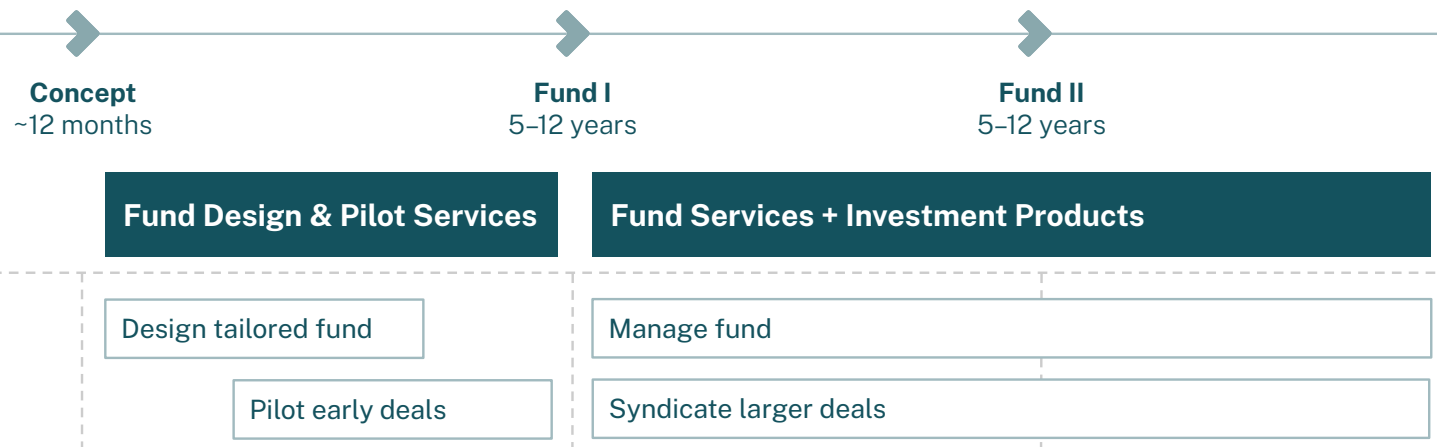 Concept
~12 months
Fund I
5–12 years
Fund II
5–12 years
Fund Design & Pilot Services
Fund Services + Investment Products
Design tailored fund
Manage fund
Pilot early deals
Syndicate larger deals